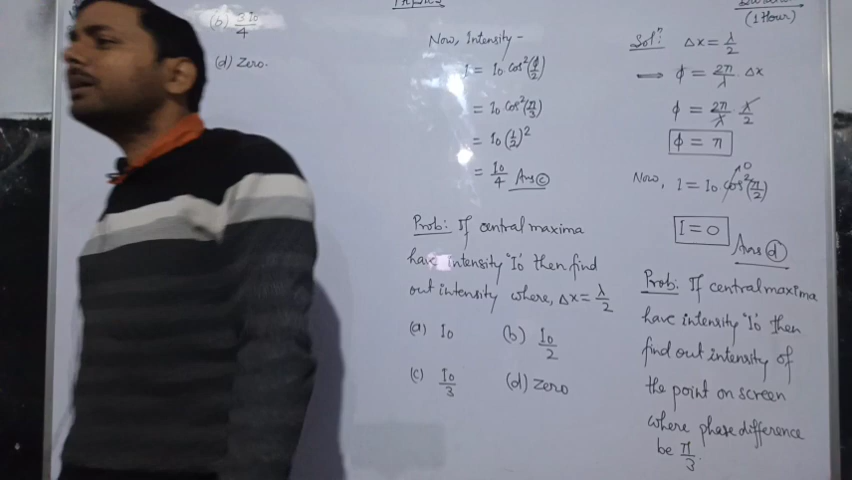 Physics
(1 Hour)
(b) 3I0/4
(d) Zero.
Now, Intensity -
I = I0 cos²(ϕ/2)
= I0 cos²(π/3)
= I0 (1/2)²
= I0/4 Ans (c)
Prob: If central maxima
have intensity 'I0' then find
out intensity where, Δx = λ/2
(a) I0 (b) I0/2
(c) I0/3 (d) Zero
Solⁿ: Δx = λ/2
ϕ = 2π/λ · Δx
ϕ = 2π/λ · λ/2
ϕ = π
Now, I = I0 cos²(π/2) 0
I = 0
Ans (d)
Prob: If central maxima
have intensity 'I0' then
find out intensity of
the point on screen
where phase difference
be π/3.